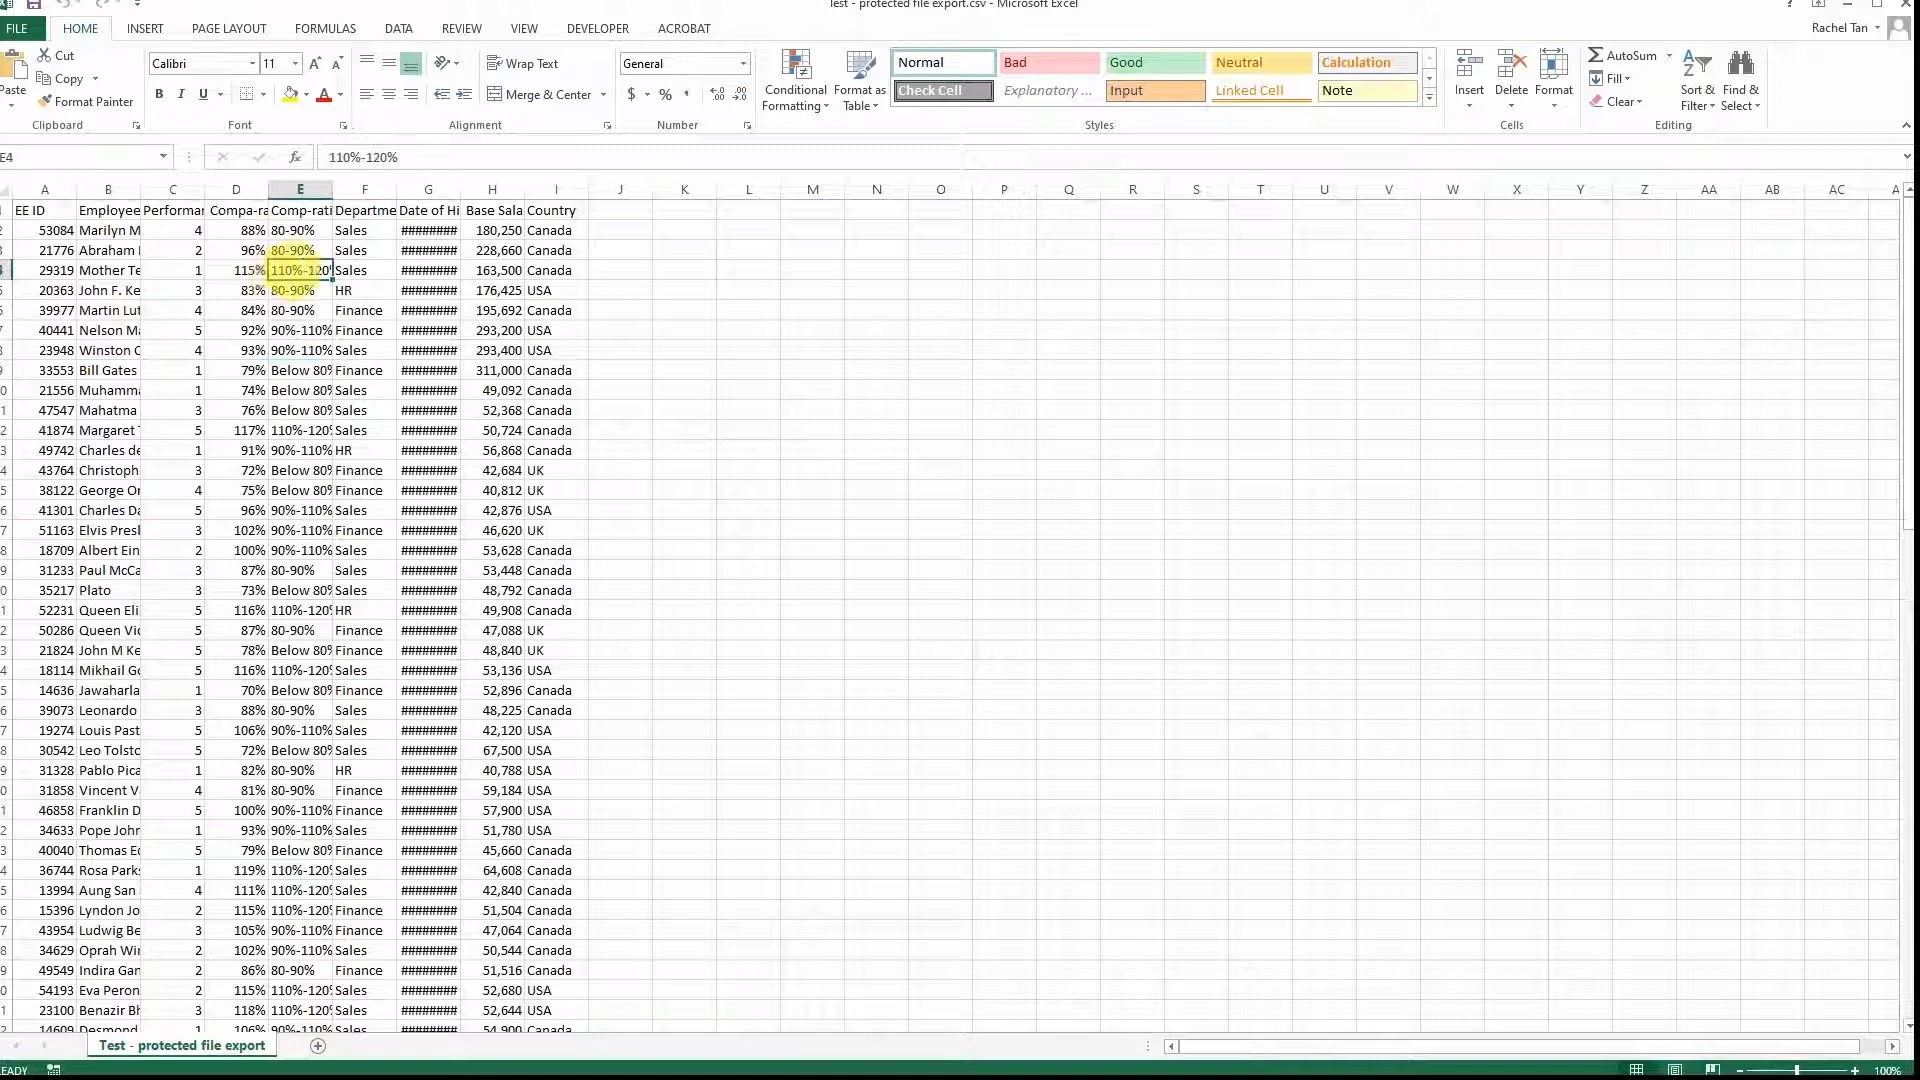 Test - protected file export.csv - Microsoft Excel
FILE HOME INSERT PAGE LAYOUT FORMULAS DATA REVIEW VIEW DEVELOPER ACROBAT Rachel Tan
Cut
Copy
Format Painter
Paste
Clipboard
Calibri 11
B I U
Font
Wrap Text
Merge & Center
Alignment
General
$ % ,
Number
Conditional Formatting
Format as Table
Normal Bad Good Neutral Calculation
Check Cell Explanatory ... Input Linked Cell Note
Styles
Insert Delete Format
Cells
AutoSum
Fill
Clear
Sort & Filter
Find & Select
Editing
E4 fx 110%-120%
A B C D E F G H I J K L M N O P Q R S T U V W X Y Z AA AB AC A
EE ID Employee Performar Compa-ra Comp-rati Departme Date of Hi Base Sala Country
53084 Marilyn M 4 88% 80-90% Sales ######## 180,250 Canada
21776 Abraham 2 96% 80-90% Sales ######## 228,660 Canada
29319 Mother Te 1 115% 110%-120% Sales ######## 163,500 Canada
20363 John F. Ke 3 83% 80-90% HR ######## 176,425 USA
39977 Martin Lut 4 84% 80-90% Finance ######## 195,692 Canada
40441 Nelson Ma 5 92% 90%-110% Finance ######## 293,200 USA
23948 Winston C 4 93% 90%-110% Sales ######## 293,400 USA
33553 Bill Gates 1 79% Below 80% Finance ######## 311,000 Canada
21556 Muhamma 1 74% Below 80% Sales ######## 49,092 Canada
47547 Mahatma 3 76% Below 80% Sales ######## 52,368 Canada
41874 Margaret T 5 117% 110%-120% Sales ######## 50,724 Canada
49742 Charles de 1 91% 90%-110% HR ######## 56,868 Canada
43764 Christoph 3 72% Below 80% Finance ######## 42,684 UK
38122 George Or 4 75% Below 80% Finance ######## 40,812 UK
41301 Charles Da 5 96% 90%-110% Sales ######## 42,876 USA
51163 Elvis Presl 3 102% 90%-110% Finance ######## 46,620 UK
18709 Albert Ein 2 100% 90%-110% Sales ######## 53,628 Canada
31233 Paul McCa 3 87% 80-90% Sales ######## 53,448 Canada
35217 Plato 3 73% Below 80% Sales ######## 48,792 Canada
52231 Queen Eli 5 116% 110%-120% HR ######## 49,908 Canada
50286 Queen Vic 5 87% 80-90% Finance ######## 47,088 UK
21824 John M Ke 5 78% Below 80% Finance ######## 48,840 UK
18114 Mikhail Go 5 116% 110%-120% Sales ######## 53,136 USA
14636 Jawaharla 1 70% Below 80% Finance ######## 52,896 Canada
39073 Leonardo 3 88% 80-90% Sales ######## 48,225 Canada
19274 Louis Past 5 106% 90%-110% Sales ######## 42,120 USA
30542 Leo Tolsto 5 72% Below 80% Sales ######## 67,500 USA
31328 Pablo Pica 1 82% 80-90% HR ######## 40,788 USA
31858 Vincent V 4 81% 80-90% Finance ######## 59,184 USA
46858 Franklin D 5 100% 90%-110% Finance ######## 57,900 USA
34633 Pope John 1 93% 90%-110% Sales ######## 51,780 USA
40040 Thomas Ed 5 79% Below 80% Finance ######## 45,660 Canada
36744 Rosa Parks 1 119% 110%-120% Sales ######## 64,608 Canada
13994 Aung San 4 111% 110%-120% Sales ######## 42,840 Canada
15396 Lyndon Jo 2 115% 110%-120% Finance ######## 51,504 Canada
43954 Ludwig Be 3 105% 90%-110% Finance ######## 47,064 Canada
34629 Oprah Wi 2 102% 90%-110% Sales ######## 50,544 Canada
49549 Indira Gan 2 86% 80-90% Finance ######## 51,516 Canada
54193 Eva Peron 2 115% 110%-120% Sales ######## 52,680 USA
23100 Benazir Bh 3 118% 110%-120% Sales ######## 52,644 USA
14609 Desmond 1 106% 90%-110% Sales ######## 54,900 Canada
Test - protected file export
READY 100%